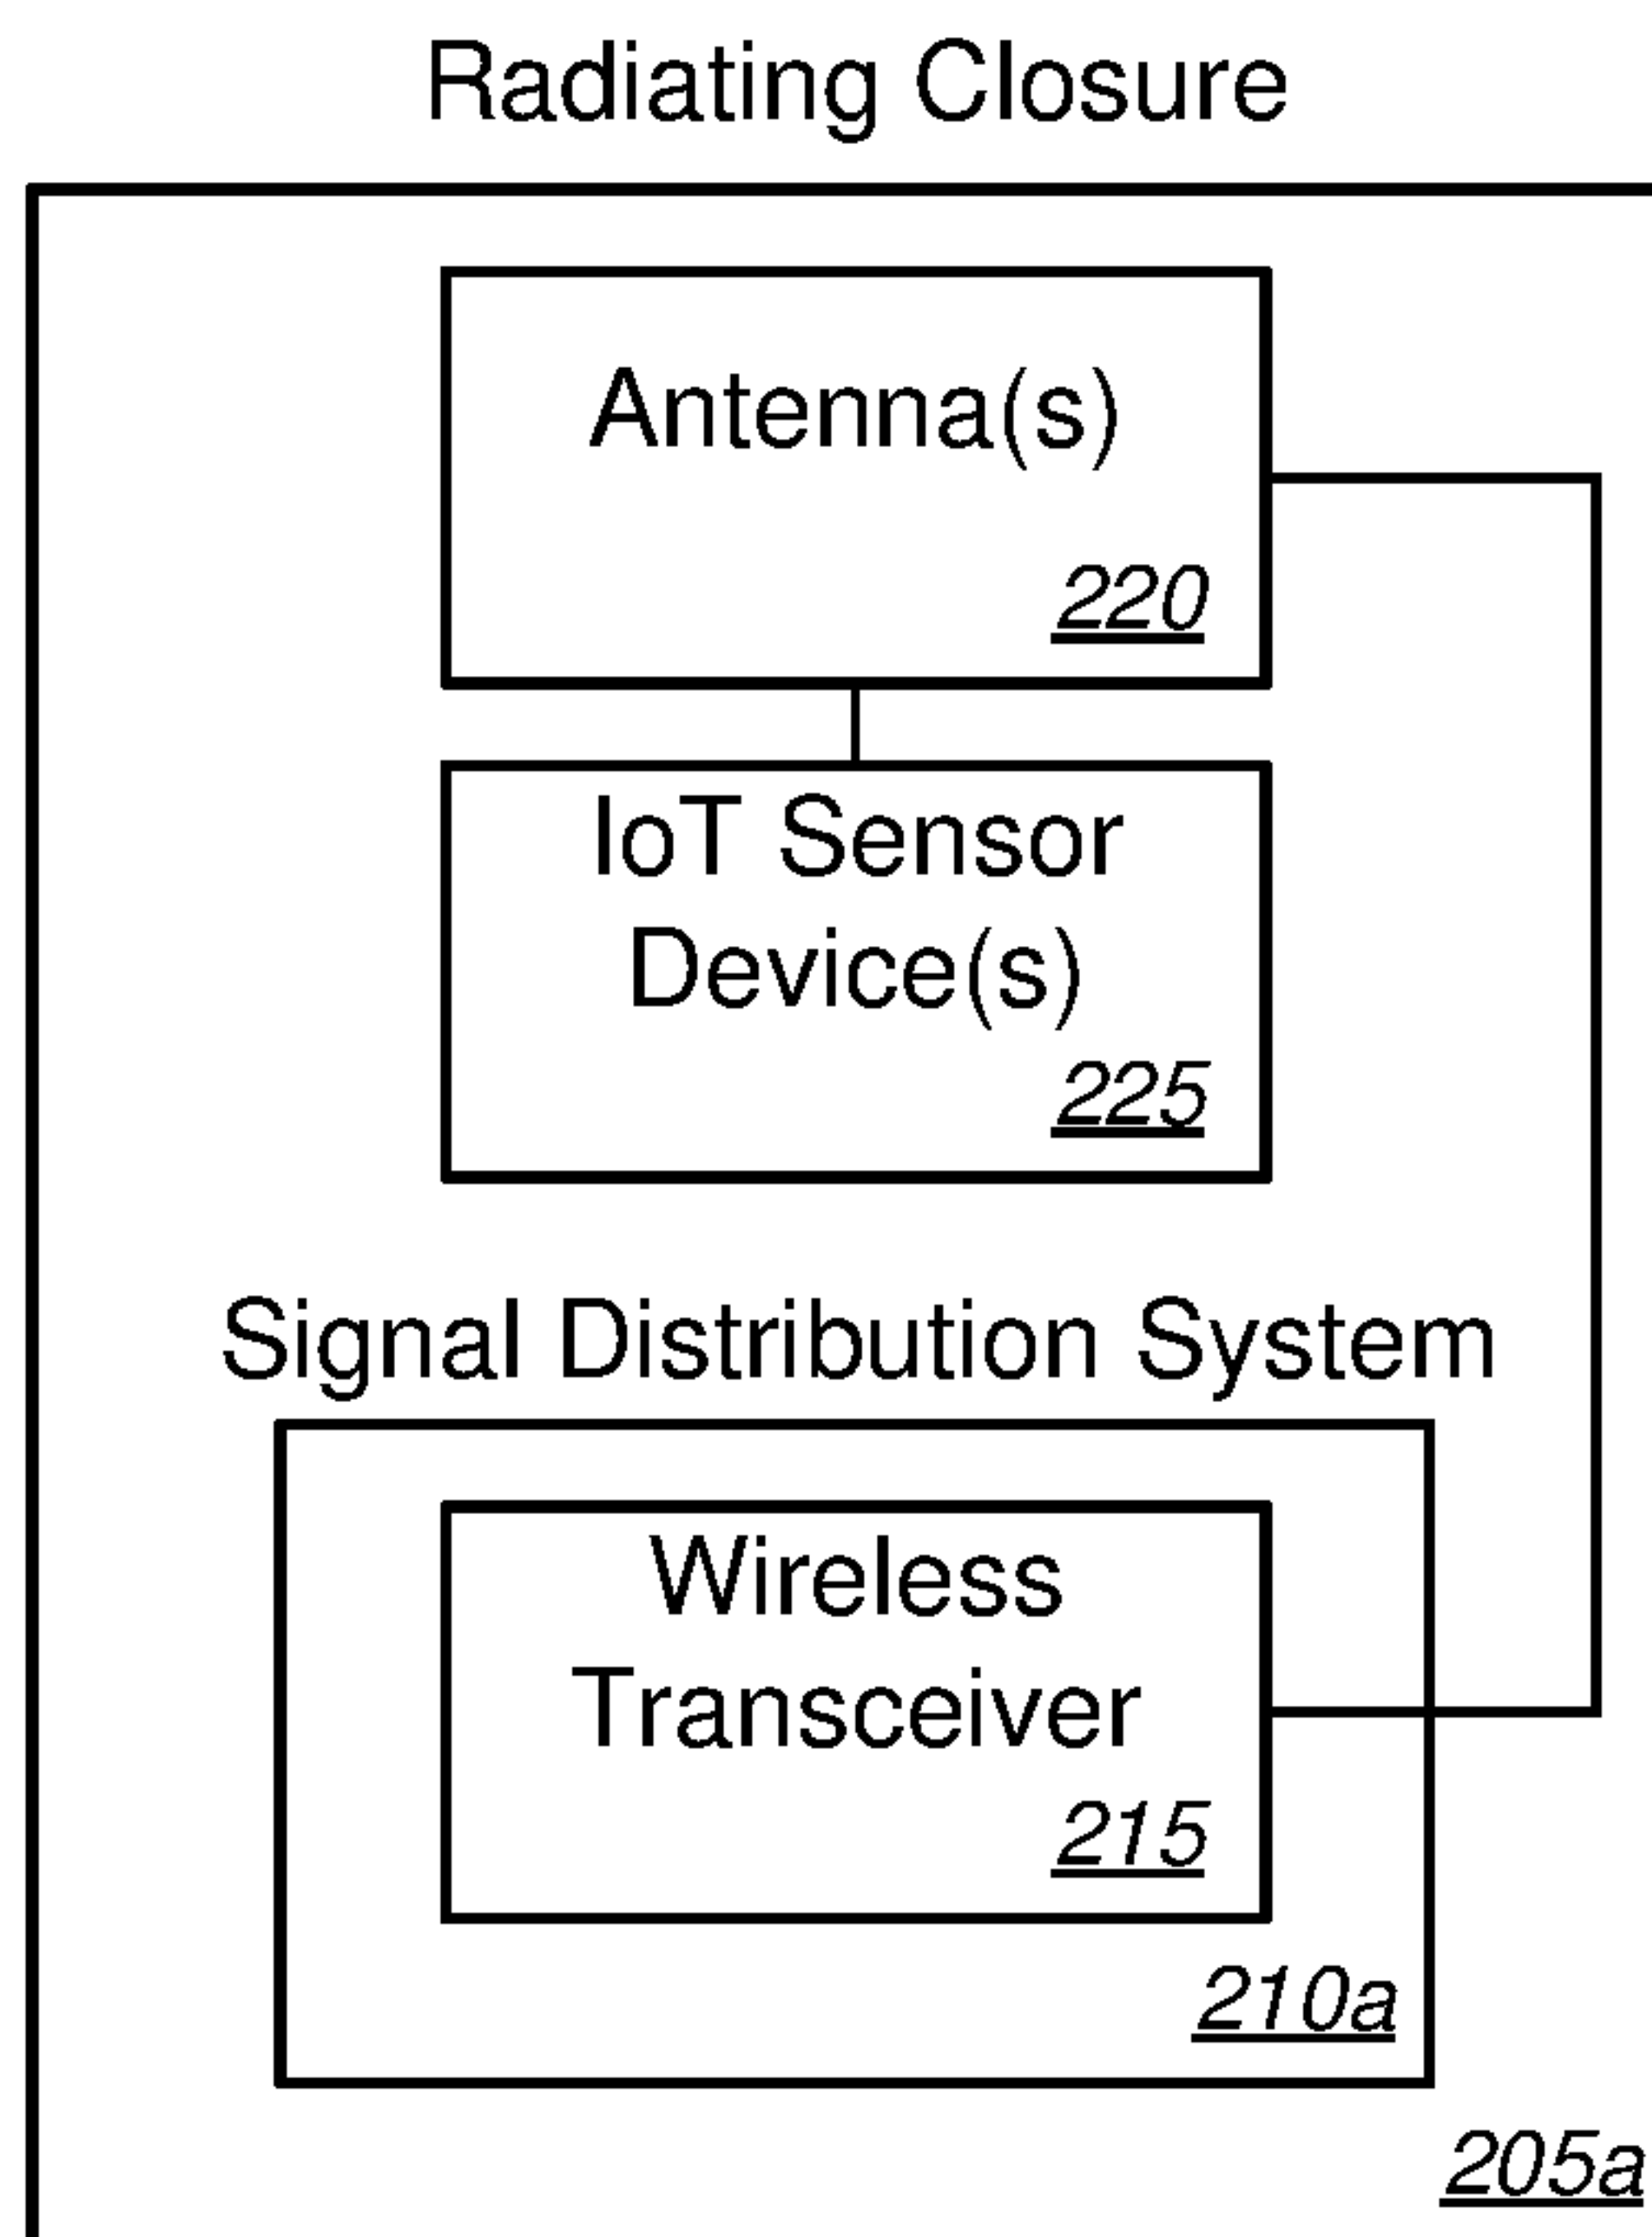 Radiating Closure
Antenna(s)
220
IoT Sensor
Device(s)
225
Signal Distribution System
Wireless
Transceiver
215
210a
205a